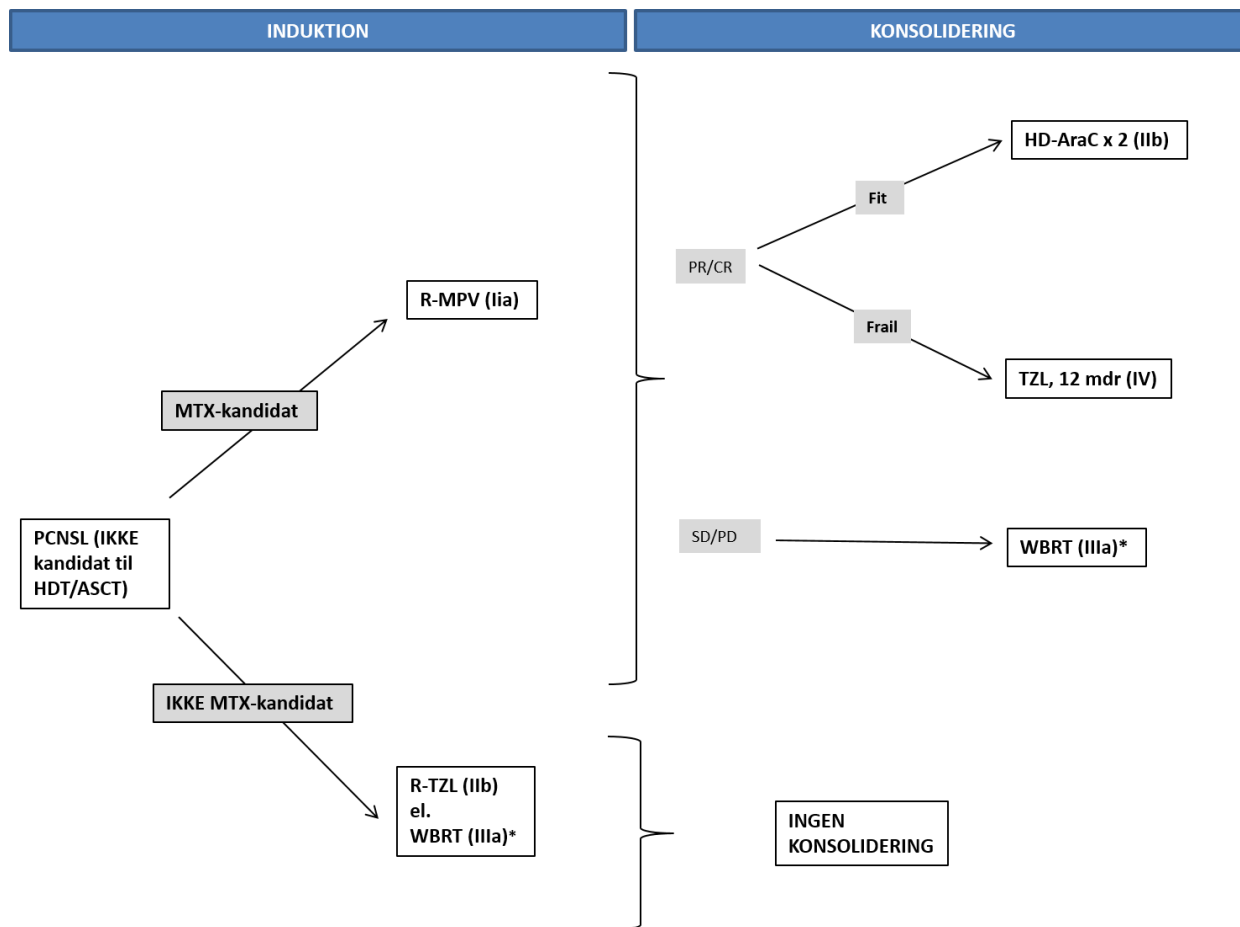 INDUKTION
KONSOLIDERING
HD-AraC x 2 (IIb)
Fit
PR/CR
R-MPV (Iia)
Frail
TZL, 12 mdr (IV)
MTX-kandidat
PCNSL (IKKE
kandidat til
HDT/ASCT)
SD/PD
WBRT (IIIa)*
IKKE MTX-kandidat
R-TZL (IIb)
el.
WBRT (IIIa)*
INGEN
KONSOLIDERING